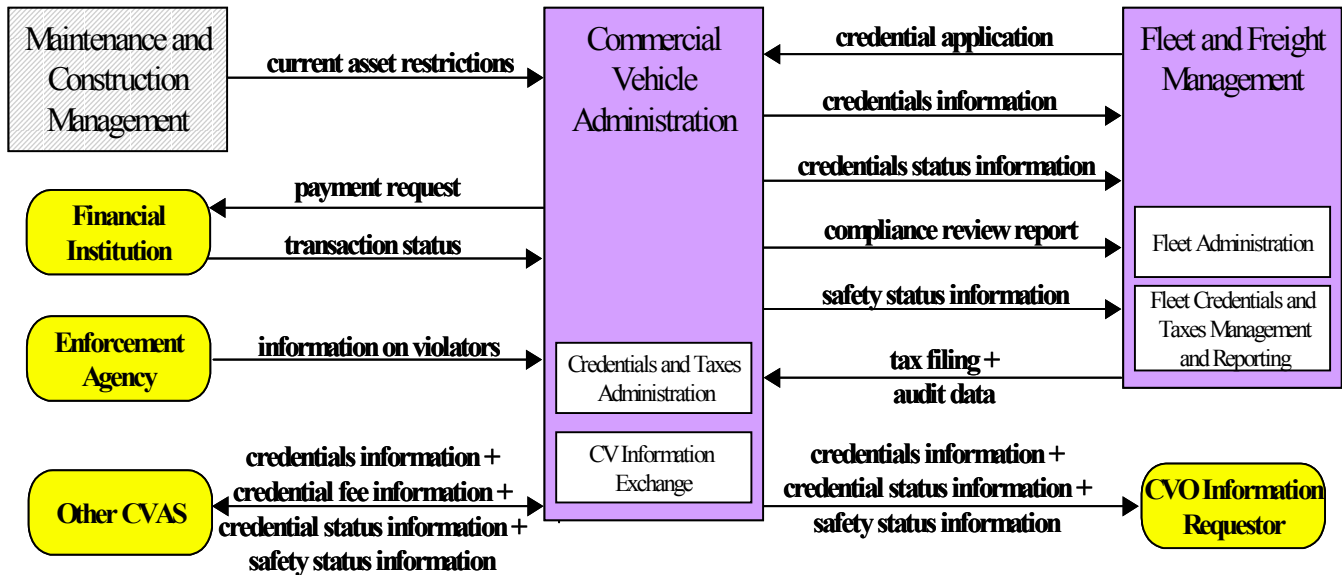 Maintenance and
Construction
Management
current asset restrictions
Commercial
Vehicle
Administration
credential application
Fleet and Freight
Management
credentials information
credentials status information
payment request
Financial
Institution
transaction status
compliance review report
Fleet Administration
safety status information
Fleet Credentials and
Taxes Management
and Reporting
Enforcement
Agency
information on violators
Credentials and Taxes
Administration
tax filing +
audit data
credentials information +
credential fee information +
credential status information +
safety status information
Other CVAS
CV Information
Exchange
credentials information +
credential status information +
safety status information
CVO Information
Requestor